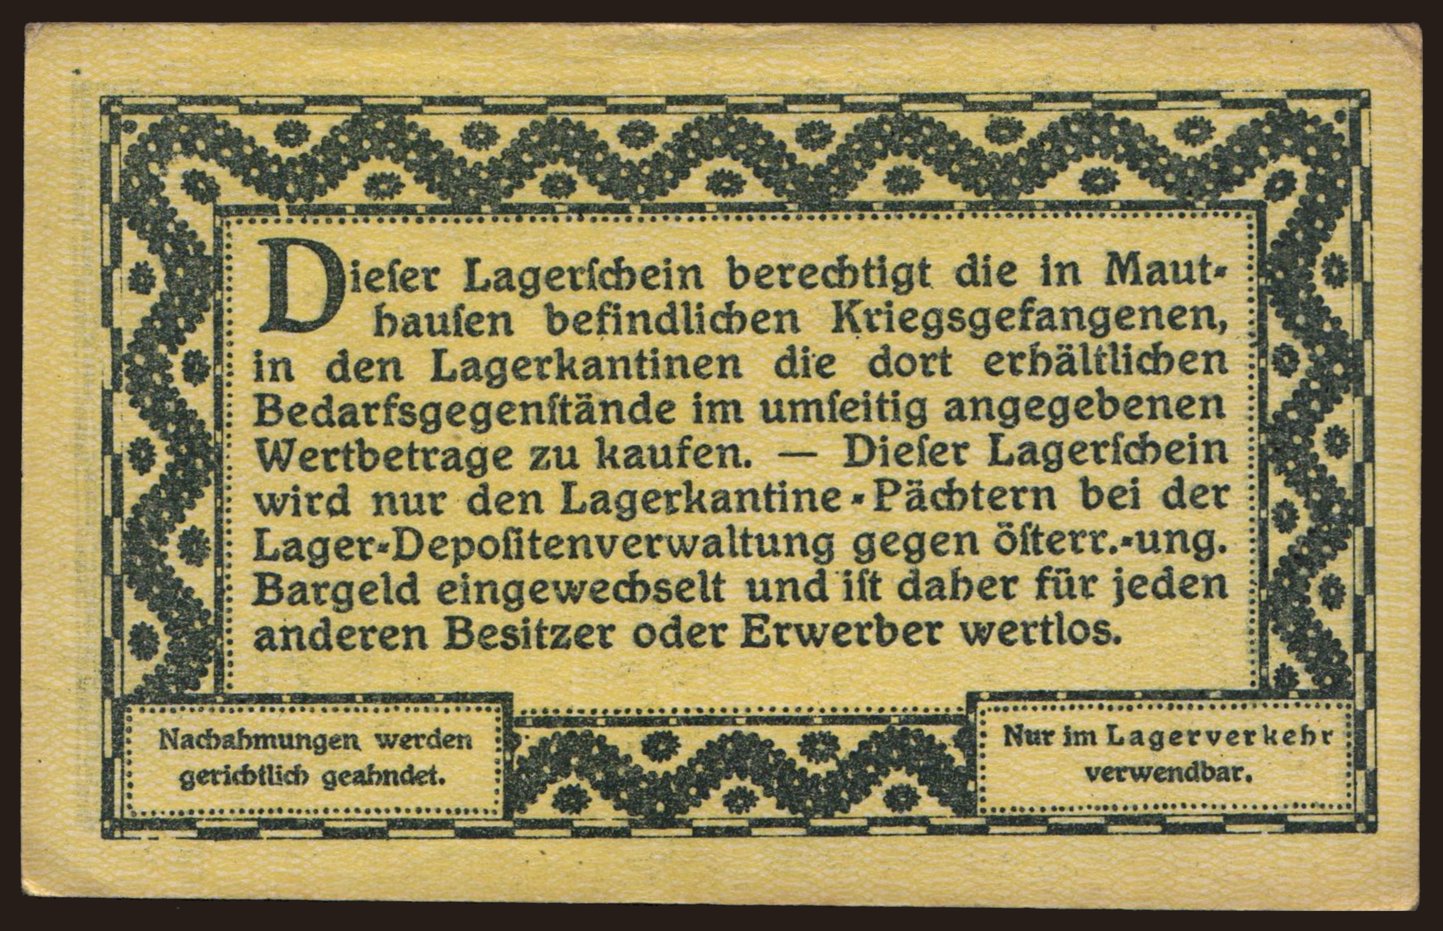 Dieſer Lagerſchein berechtigt die in Maut-
hauſen befindlichen Kriegsgefangenen,
in den Lagerkantinen die dort erhältlichen
Bedarfsgegenſtände im umſeitig angegebenen
Wertbetrage zu kaufen. — Dieſer Lagerſchein
wird nur den Lagerkantine-Pächtern bei der
Lager-Depoſitenverwaltung gegen öſterr.-ung.
Bargeld eingewechselt und iſt daher für jeden
anderen Besitzer oder Erwerber wertlos.
Nachahmungen werden
gerichtlich geahndet.
Nur im Lagerverkehr
verwendbar.